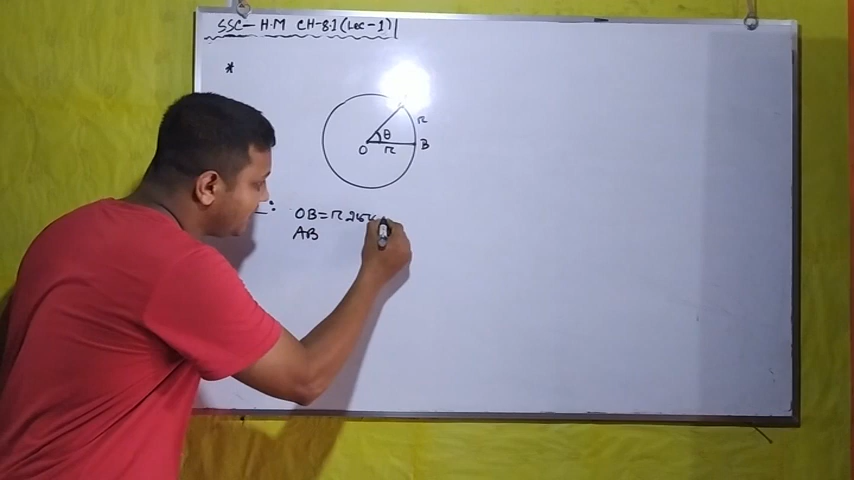 SSC- H.M CH-8.1 (Lec-1)
*
r
θ
O
r
B
OB = r
AB